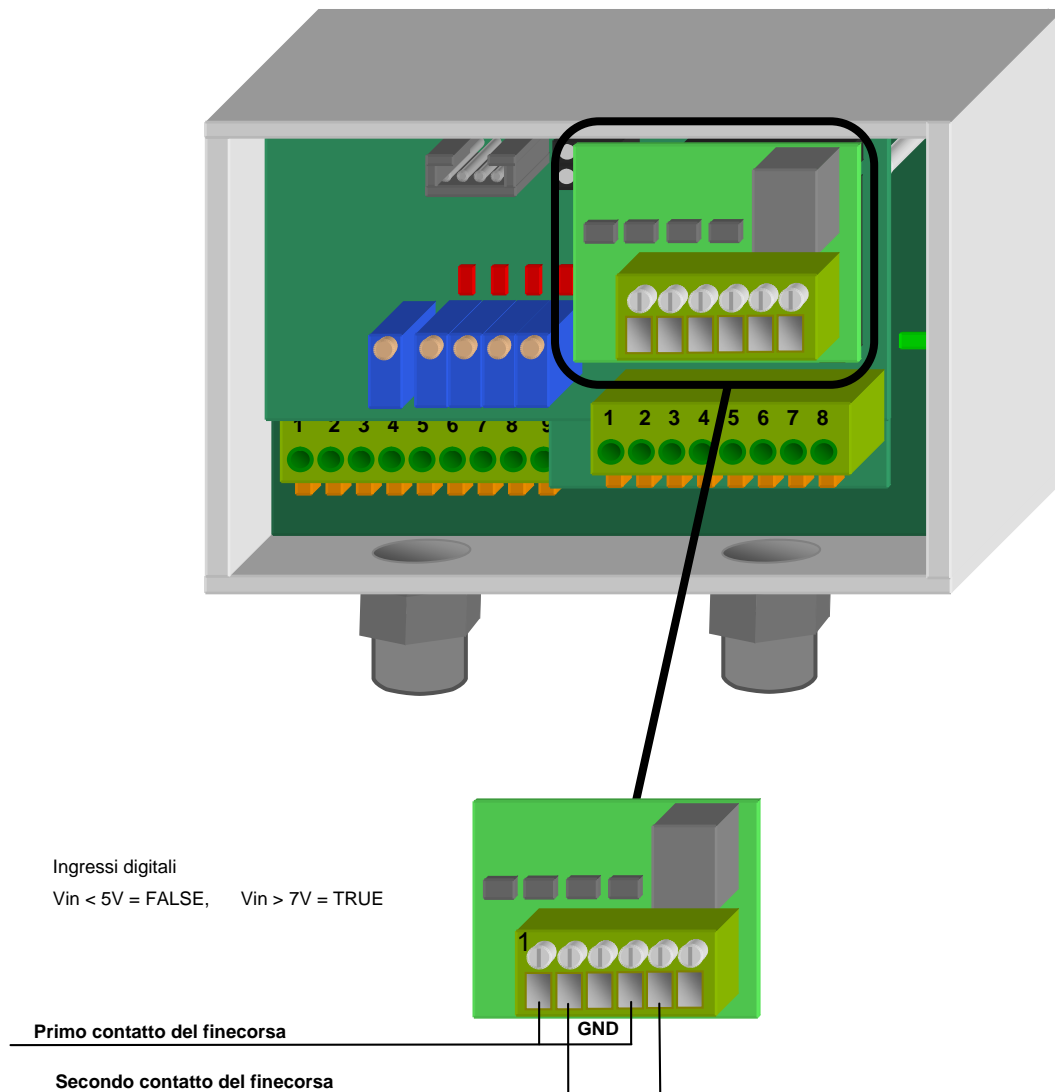 1 2 3 4 5 6 7 8 9
1 2 3 4 5 6 7 8
Ingressi digitali
Vin < 5V = FALSE, Vin > 7V = TRUE
1
Primo contatto del finecorsa
GND
Secondo contatto del finecorsa